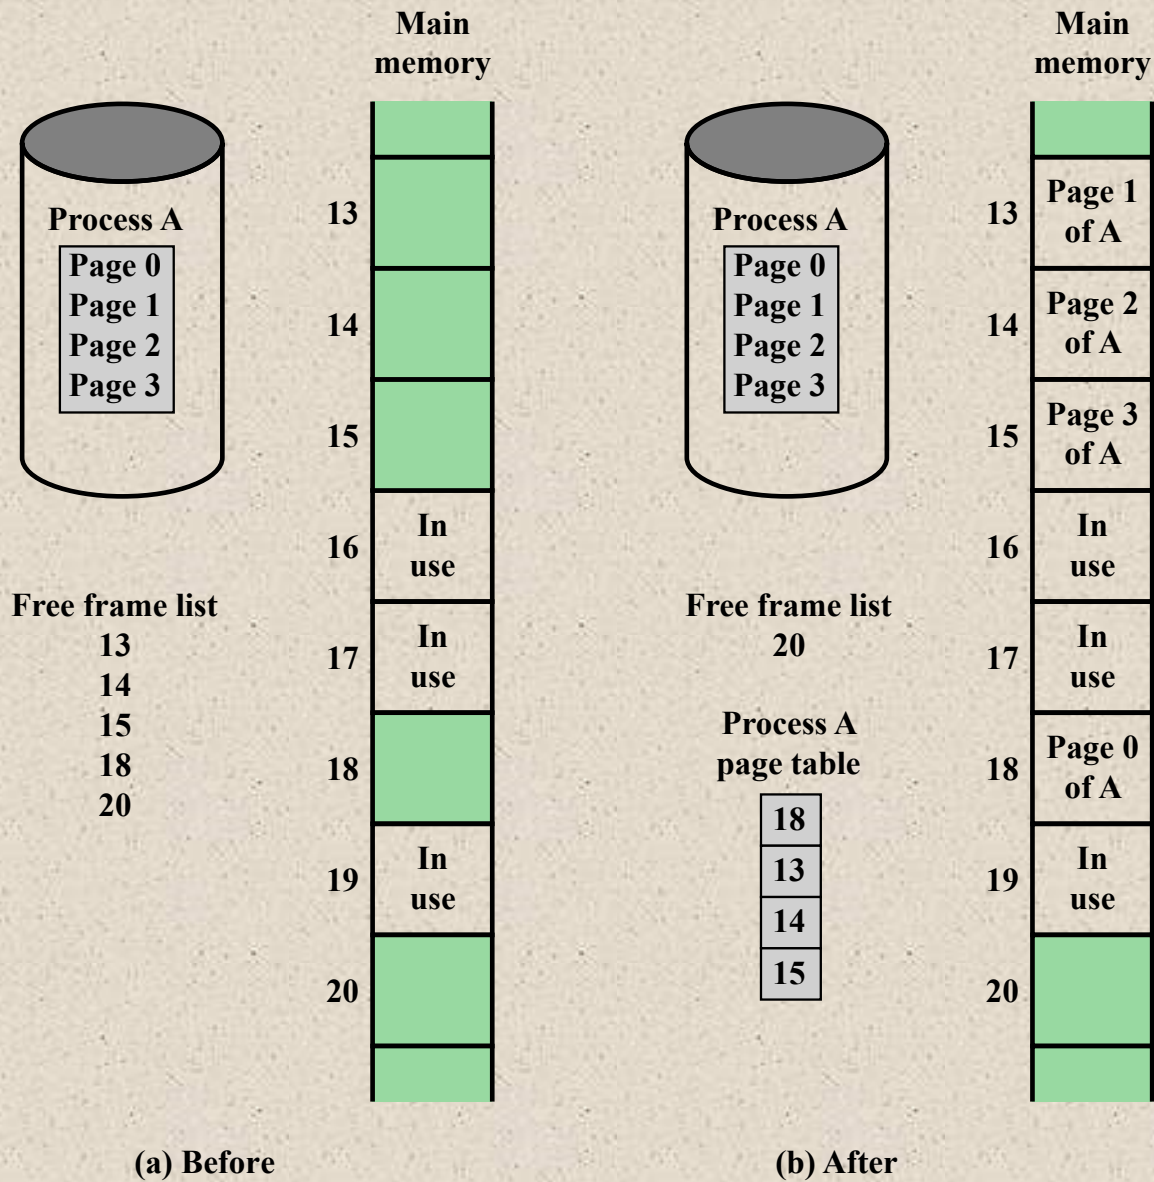 Main
memory
Process A
Page 0
Page 1
Page 2
Page 3
Free frame list
13
14
15
18
20
13
14
15
16
In
use
17
In
use
18
19
In
use
20
(a) Before
Main
memory
Process A
Page 0
Page 1
Page 2
Page 3
Free frame list
20
Process A
page table
18
13
14
15
13
Page 1
of A
14
Page 2
of A
15
Page 3
of A
16
In
use
17
In
use
18
Page 0
of A
19
In
use
20
(b) After